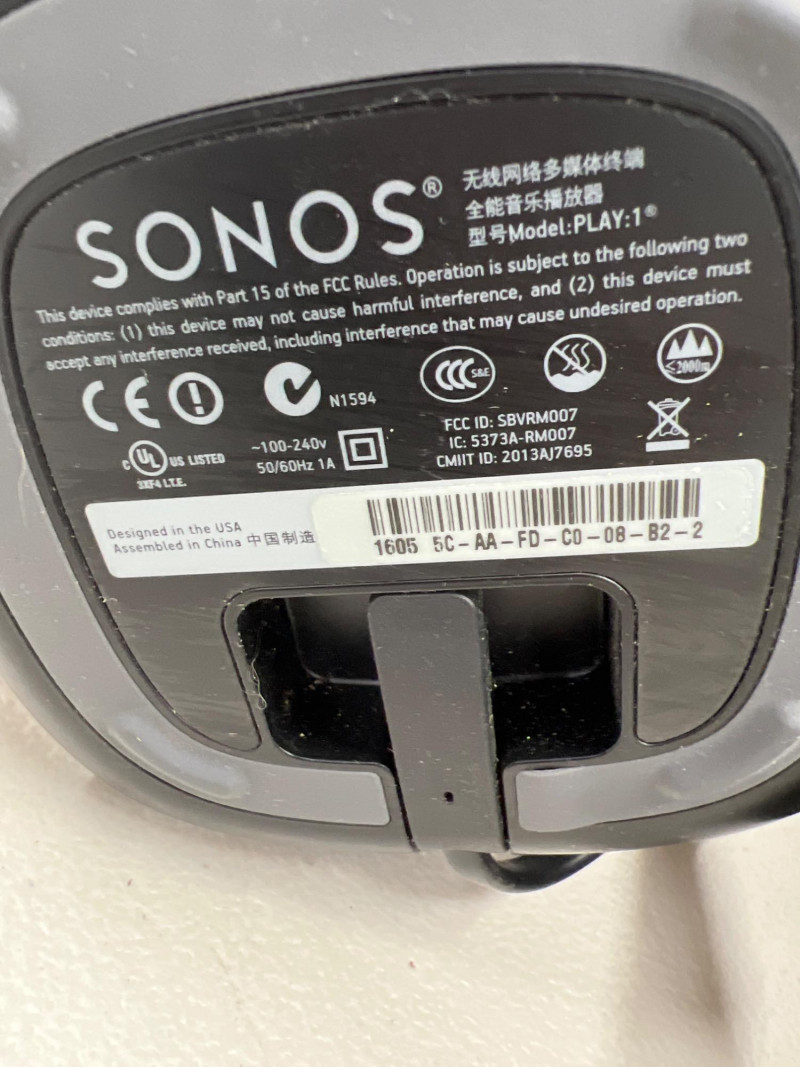 SONOS®
无线网络多媒体终端
全能音乐播放器
型号Model:PLAY:1®
This device complies with Part 15 of the FCC Rules. Operation is subject to the following two
conditions: (1) this device may not cause harmful interference, and (2) this device must
accept any interference received, including interference that may cause undesired operation.
CE
N1594
CCC S&E
≤2000m
c UL US LISTED
3XF4 I.T.E.
~100-240v
50/60Hz 1A
FCC ID: SBVRM007
IC: 5373A-RM007
CMIIT ID: 2013AJ7695
Designed in the USA
Assembled in China 中国制造
1605 5C-AA-FD-C0-08-B2-2